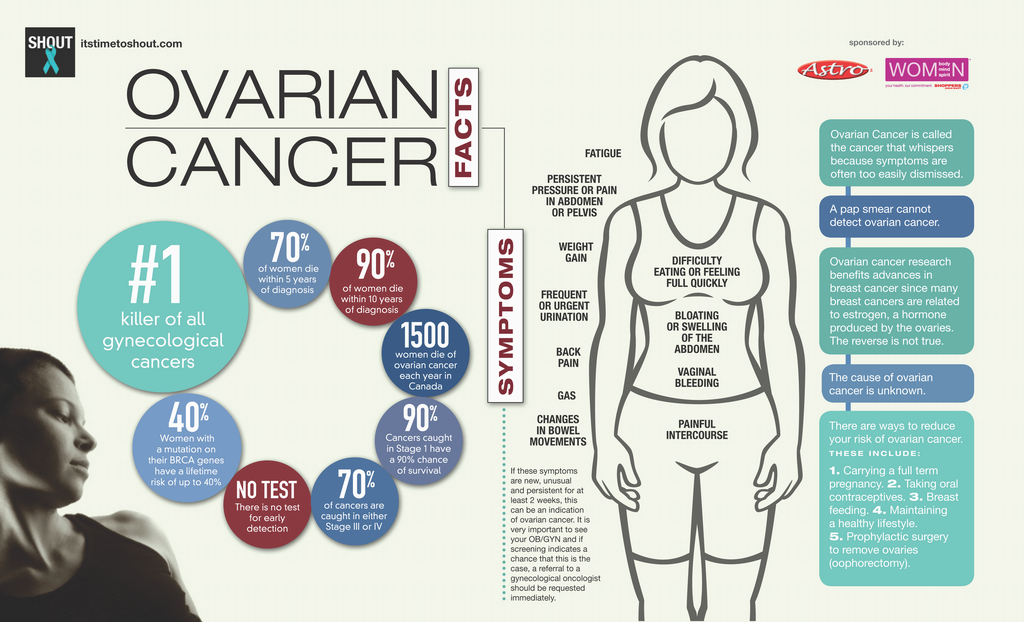 SHOUT
itstimetoshout.com
sponsored by:
Astro
WOMEN
body
mind
spirit
your health, our commitment.
OVARIAN
CANCER
FACTS
#1
killer of all
gynecological
cancers
70%
of women die
within 5 years
of diagnosis
90%
of women die
within 10 years
of diagnosis
1500
women die of
ovarian cancer
each year in
Canada
90%
Cancers caught
in Stage 1 have
a 90% chance
of survival
70%
of cancers are
caught in either
Stage III or IV
NO TEST
There is no test
for early
detection
40%
Women with
a mutation on
their BRCA genes
have a lifetime
risk of up to 40%
SYMPTOMS
FATIGUE
PERSISTENT
PRESSURE OR PAIN
IN ABDOMEN
OR PELVIS
WEIGHT
GAIN
FREQUENT
OR URGENT
URINATION
BACK
PAIN
GAS
CHANGES
IN BOWEL
MOVEMENTS
DIFFICULTY
EATING OR FEELING
FULL QUICKLY
BLOATING
OR SWELLING
OF THE
ABDOMEN
VAGINAL
BLEEDING
PAINFUL
INTERCOURSE
If these symptoms
are new, unusual
and persistent for at
least 2 weeks, this
can be an indication
of ovarian cancer. It is
very important to see
your OB/GYN and if
screening indicates a
chance that this is the
case, a referral to a
gynecological oncologist
should be requested
immediately.
Ovarian Cancer is called
the cancer that whispers
because symptoms are
often too easily dismissed.
A pap smear cannot
detect ovarian cancer.
Ovarian cancer research
benefits advances in
breast cancer since many
breast cancers are related
to estrogen, a hormone
produced by the ovaries.
The reverse is not true.
The cause of ovarian
cancer is unknown.
There are ways to reduce
your risk of ovarian cancer.
THESE INCLUDE:
1. Carrying a full term
pregnancy. 2. Taking oral
contraceptives. 3. Breast
feeding. 4. Maintaining
a healthy lifestyle.
5. Prophylactic surgery
to remove ovaries
(oophorectomy).